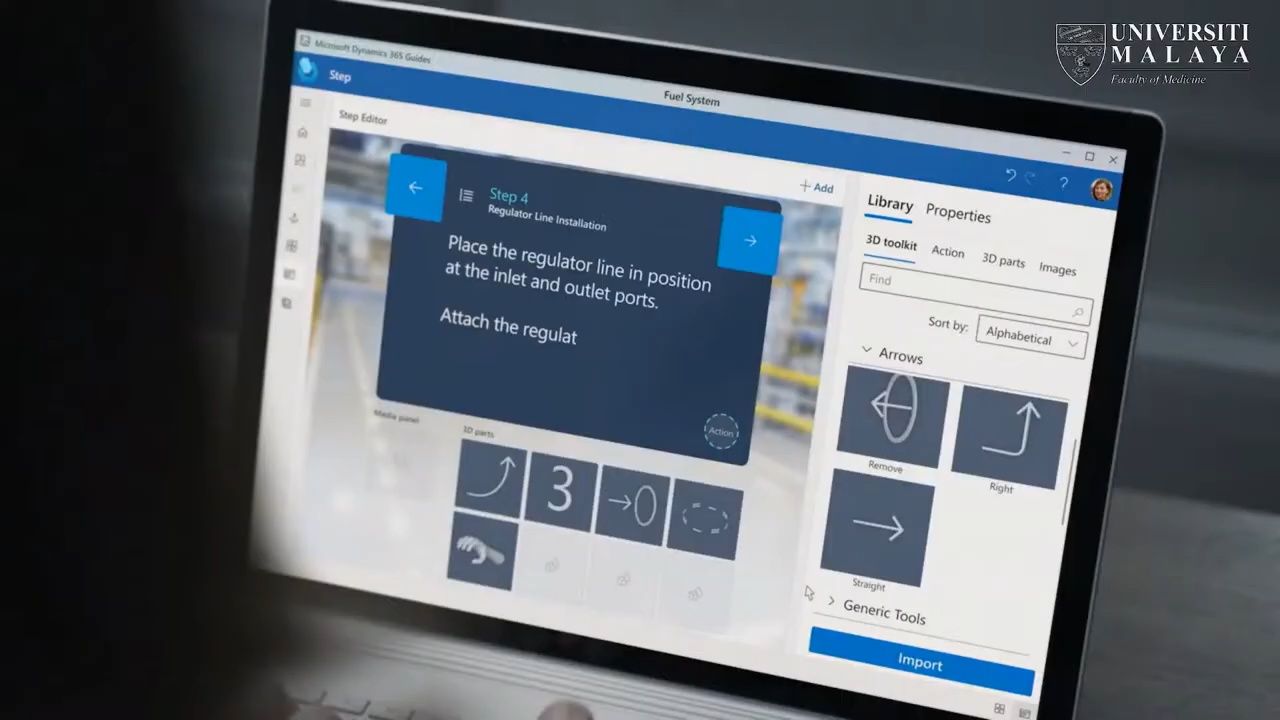 UNIVERSITI
MALAYA
Faculty of Medicine
Microsoft Dynamics 365 Guides
Fuel System
Step
Step Editor
Add
Step 4
Regulator Line Installation
Place the regulator line in position
at the inlet and outlet ports.
Attach the regulat
Action
Media panel
3D parts
3
Library
Properties
3D toolkit
Action
3D parts
Images
Find
Sort by:
Alphabetical
Arrows
Remove
Right
Straight
Generic Tools
Import